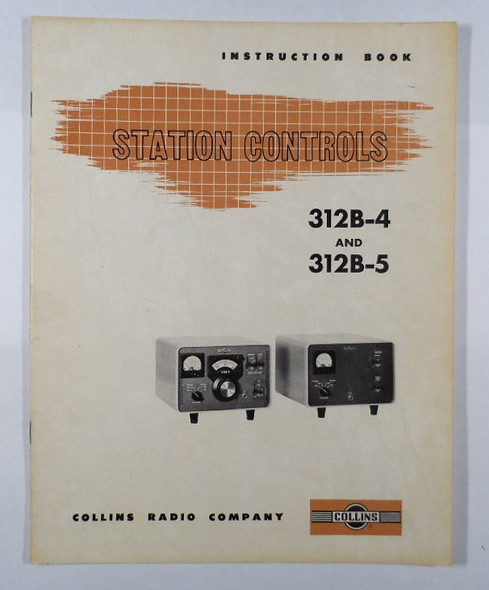 INSTRUCTION BOOK
STATION CONTROLS
312B-4
AND
312B-5
COLLINS RADIO COMPANY
COLLINS